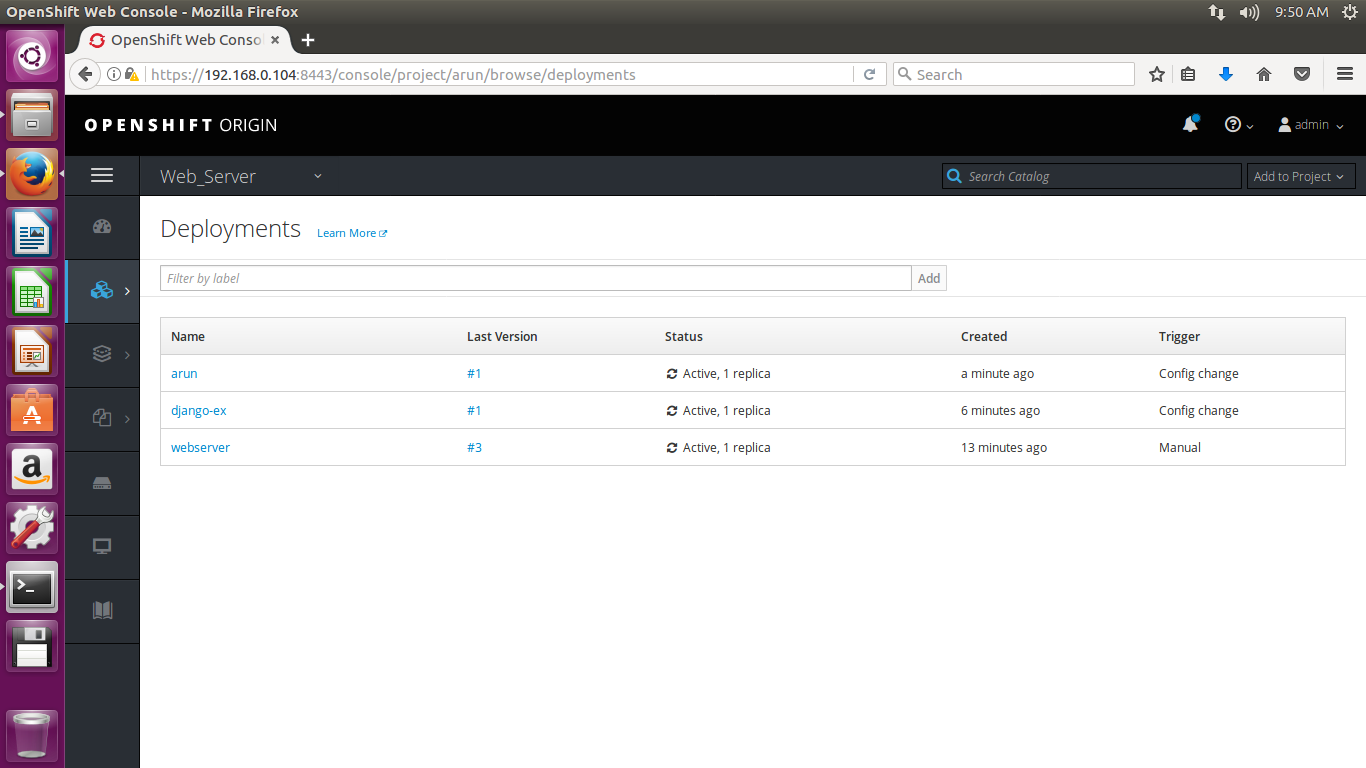 OpenShift Web Console - Mozilla Firefox
9:50 AM
OpenShift Web Conso
https://192.168.0.104:8443/console/project/arun/browse/deployments
Search
OPENSHIFT ORIGIN
admin
Web_Server
Search Catalog
Add to Project
Deployments
Learn More
Filter by label
Add
Name Last Version Status Created Trigger
arun #1 Active, 1 replica a minute ago Config change
django-ex #1 Active, 1 replica 6 minutes ago Config change
webserver #3 Active, 1 replica 13 minutes ago Manual